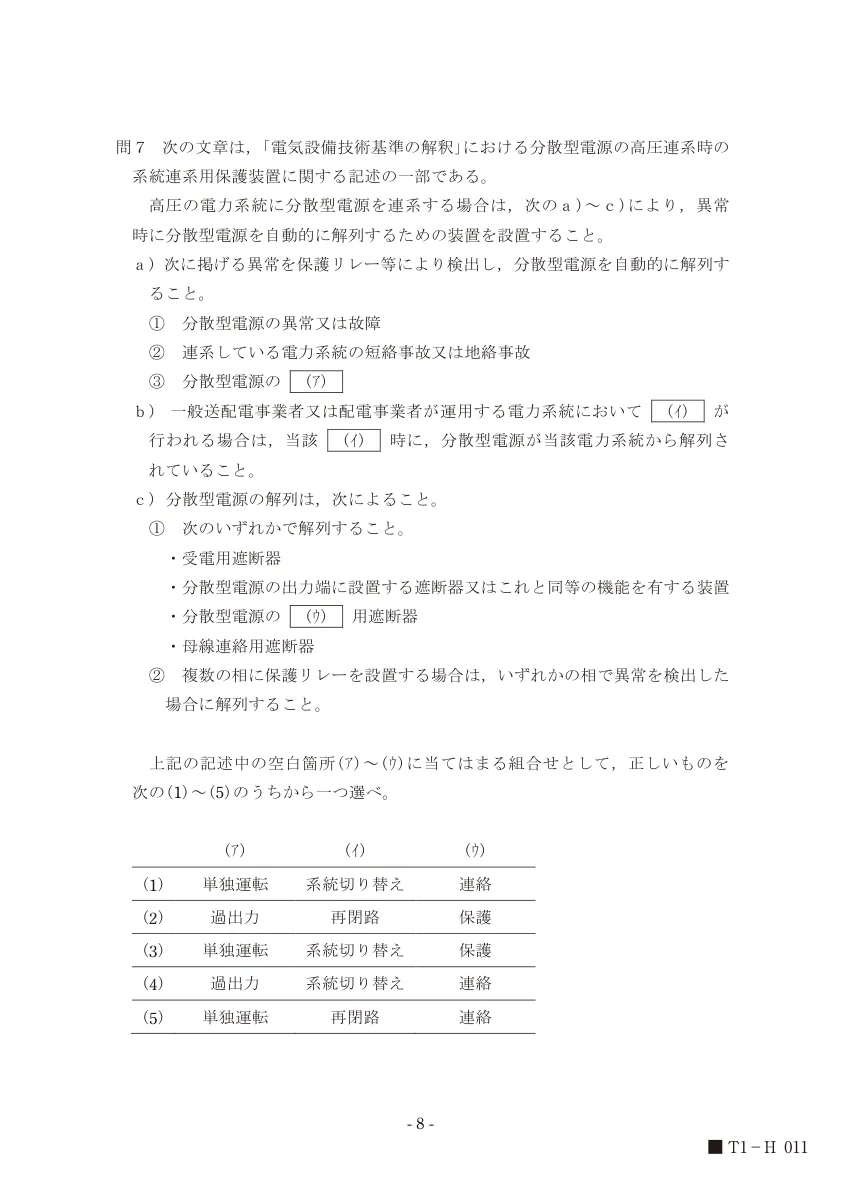 問７　次の文章は，「電気設備技術基準の解釈」における分散型電源の高圧連系時の
系統連系用保護装置に関する記述の一部である。
高圧の電力系統に分散型電源を連系する場合は，次のａ)～ｃ)により，異常
時に分散型電源を自動的に解列するための装置を設置すること。
ａ）次に掲げる異常を保護リレー等により検出し，分散型電源を自動的に解列す
ること。
①　分散型電源の異常又は故障
②　連系している電力系統の短絡事故又は地絡事故
③　分散型電源の　(ｱ)
ｂ）　一般送配電事業者又は配電事業者が運用する電力系統において　(ｲ)　が
行われる場合は，当該　(ｲ)　時に，分散型電源が当該電力系統から解列さ
れていること。
ｃ）分散型電源の解列は，次によること。
①　次のいずれかで解列すること。
・受電用遮断器
・分散型電源の出力端に設置する遮断器又はこれと同等の機能を有する装置
・分散型電源の　(ｳ)　用遮断器
・母線連絡用遮断器
②　複数の相に保護リレーを設置する場合は，いずれかの相で異常を検出した
場合に解列すること。
上記の記述中の空白箇所(ｱ)～(ｳ)に当てはまる組合せとして，正しいものを
次の(1)～(5)のうちから一つ選べ。
(ｱ)　(ｲ)　(ｳ)
(1)　単独運転　系統切り替え　連絡
(2)　過出力　再閉路　保護
(3)　単独運転　系統切り替え　保護
(4)　過出力　系統切り替え　連絡
(5)　単独運転　再閉路　連絡
- 8 -
■ T1－H 011